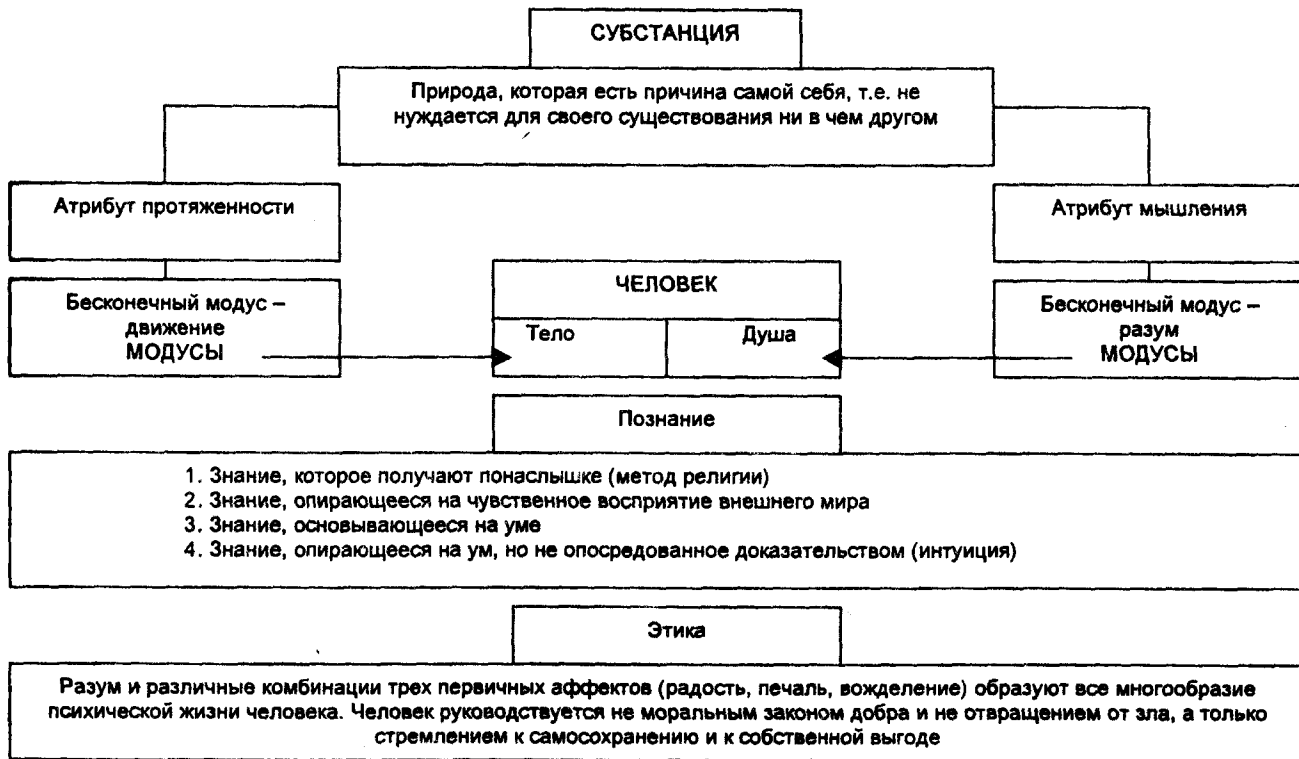 СУБСТАНЦИЯ
Природа, которая есть причина самой себя, т.е. не
нуждается для своего существования ни в чем другом
Атрибут протяженности
Атрибут мышления
Бесконечный модус –
движение
МОДУСЫ
ЧЕЛОВЕК
Тело
Душа
Бесконечный модус –
разум
МОДУСЫ
Познание
1. Знание, которое получают понаслышке (метод религии)
2. Знание, опирающееся на чувственное восприятие внешнего мира
3. Знание, основывающееся на уме
4. Знание, опирающееся на ум, но не опосредованное доказательством (интуиция)
Этика
Разум и различные комбинации трех первичных аффектов (радость, печаль, вожделение) образуют все многообразие
психической жизни человека. Человек руководствуется не моральным законом добра и не отвращением от зла, а только
стремлением к самосохранению и к собственной выгоде